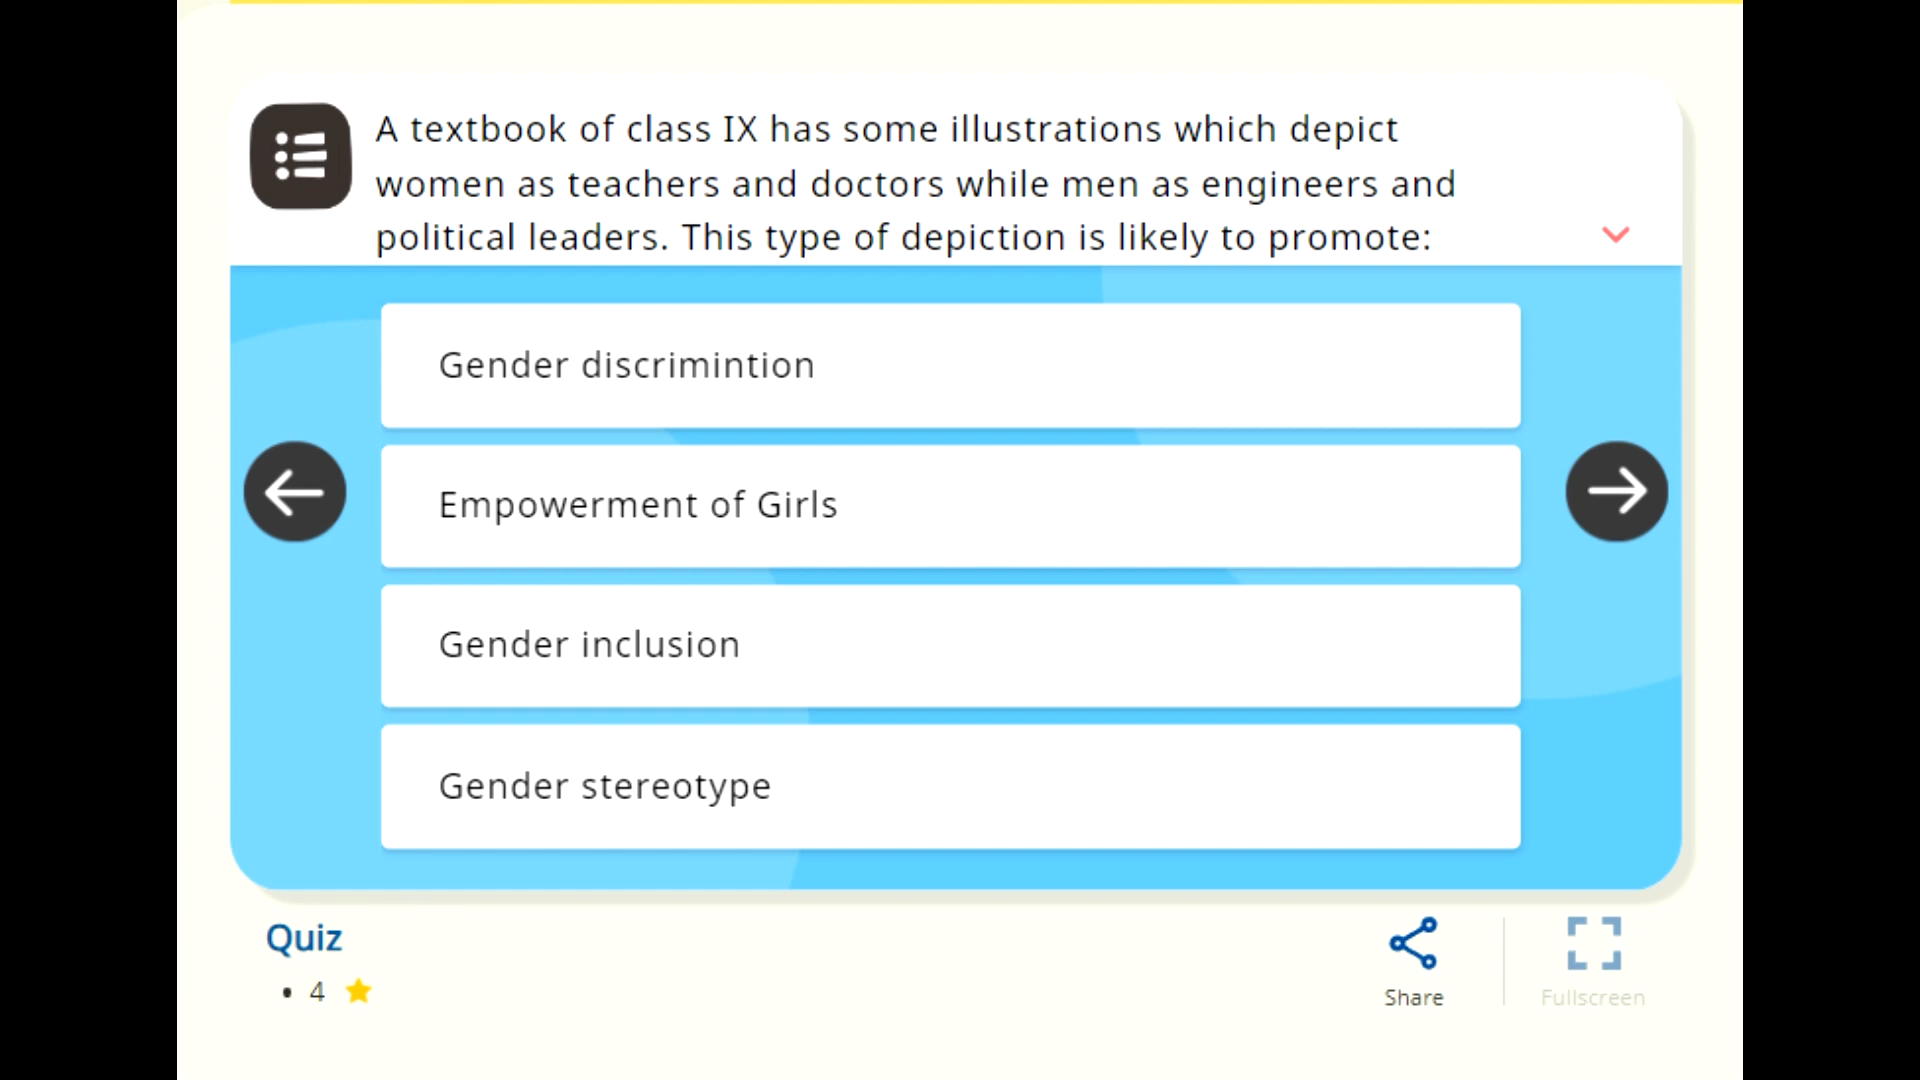 A textbook of class IX has some illustrations which depict
women as teachers and doctors while men as engineers and
political leaders. This type of depiction is likely to promote:
Gender discrimintion
Empowerment of Girls
Gender inclusion
Gender stereotype
Quiz
• 4
Share
Fullscreen